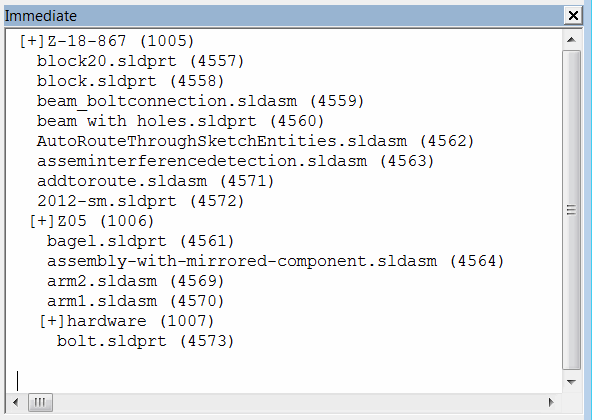 Immediate
[+]Z-18-867 (1005)
block20.sldprt (4557)
block.sldprt (4558)
beam_boltconnection.sldasm (4559)
beam with holes.sldprt (4560)
AutoRouteThroughSketchEntities.sldasm (4562)
asseminterferencedetection.sldasm (4563)
addtoroute.sldasm (4571)
2012-sm.sldprt (4572)
[+]Z05 (1006)
bagel.sldprt (4561)
assembly-with-mirrored-component.sldasm (4564)
arm2.sldasm (4569)
arm1.sldasm (4570)
[+]hardware (1007)
bolt.sldprt (4573)